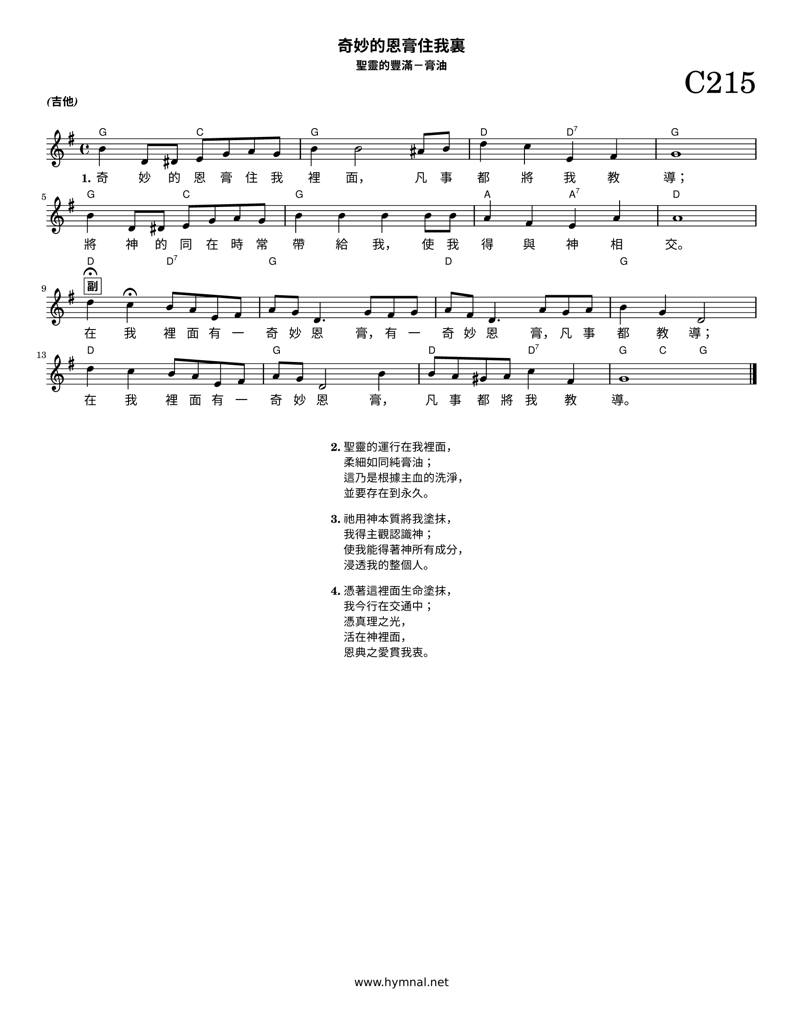 奇妙的恩膏住我裏
聖靈的豐滿－膏油
C215
(吉他)
G C G D D7 G
1. 奇 妙 的 恩 膏 住 我 裡 面， 凡 事 都 將 我 教 導；
5 G C G A A7 D
將 神 的 同 在 時 常 帶 給 我， 使 我 得 與 神 相 交。
D D7 G D G
9 副
在 我 裡 面 有 一 奇 妙 恩 膏，有 一 奇 妙 恩 膏，凡 事 都 教 導；
13 D G D D7 G C G
在 我 裡 面 有 一 奇 妙 恩 膏， 凡 事 都 將 我 教 導。
2. 聖靈的運行在我裡面，
柔細如同純膏油；
這乃是根據主血的洗淨，
並要存在到永久。
3. 祂用神本質將我塗抹，
我得主觀認識神；
使我能得著神所有成分，
浸透我的整個人。
4. 憑著這裡面生命塗抹，
我今行在交通中；
憑真理之光，
活在神裡面，
恩典之愛貫我衷。
www.hymnal.net